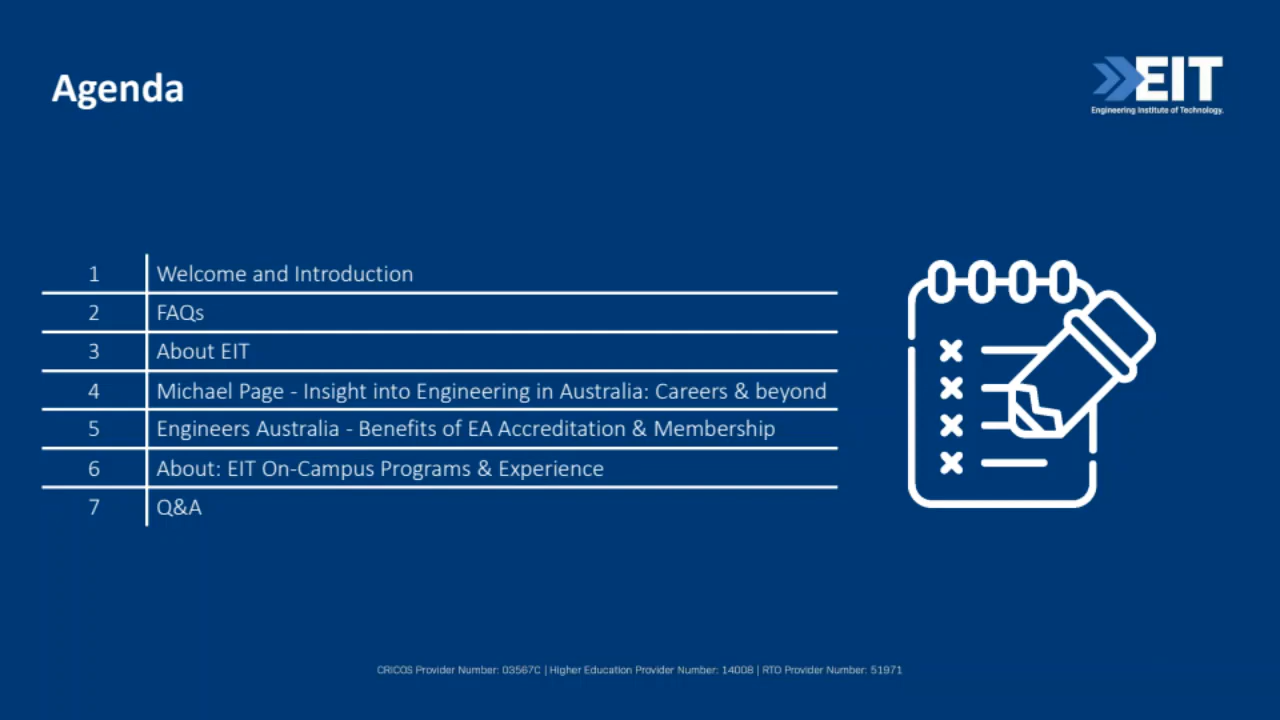 Agenda
EIT
Engineering Institute of Technology.
1 Welcome and Introduction
2 FAQs
3 About EIT
4 Michael Page - Insight into Engineering in Australia: Careers & beyond
5 Engineers Australia - Benefits of EA Accreditation & Membership
6 About: EIT On-Campus Programs & Experience
7 Q&A
CRICOS Provider Number: 03567C | Higher Education Provider Number: 14008 | RTO Provider Number: 51971